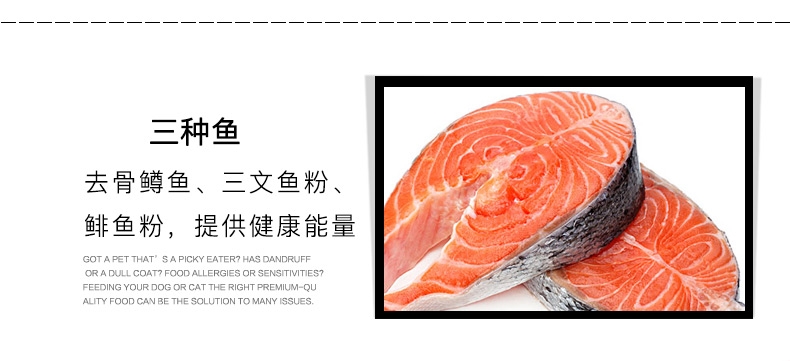 三种鱼
去骨鳟鱼、三文鱼粉、
鲱鱼粉，提供健康能量
GOT A PET THAT’S A PICKY EATER? HAS DANDRUFF
OR A DULL COAT? FOOD ALLERGIES OR SENSITIVITIES?
FEEDING YOUR DOG OR CAT THE RIGHT PREMIUM-QU
ALITY FOOD CAN BE THE SOLUTION TO MANY ISSUES.